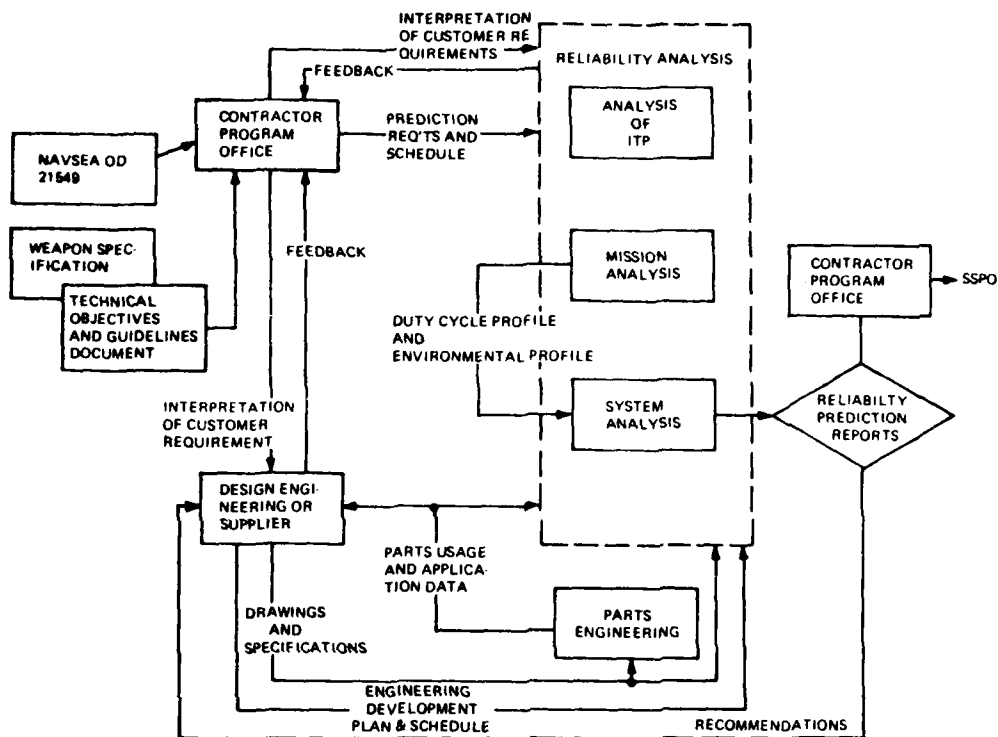 INTERPRETATION
OF CUSTOMER RE
QUIREMENTS
FEEDBACK
RELIABILITY ANALYSIS
CONTRACTOR
PROGRAM
OFFICE
PREDICTION
REQ'TS AND
SCHEDULE
ANALYSIS
OF
ITP
NAVSEA OD
21549
WEAPON SPEC-
IFICATION
TECHNICAL
OBJECTIVES
AND GUIDELINES
DOCUMENT
FEEDBACK
MISSION
ANALYSIS
CONTRACTOR
PROGRAM
OFFICE
SSPO
DUTY CYCLE PROFILE
AND
ENVIRONMENTAL PROFILE
INTERPRETATION
OF CUSTOMER
REQUIREMENT
SYSTEM
ANALYSIS
RELIABILTY
PREDICTION
REPORTS
DESIGN ENGI-
NEERING OR
SUPPLIER
PARTS USAGE
AND APPLICA-
TION DATA
DRAWINGS
AND
SPECIFICATIONS
PARTS
ENGINEERING
ENGINEERING
DEVELOPMENT
PLAN & SCHEDULE
RECOMMENDATIONS